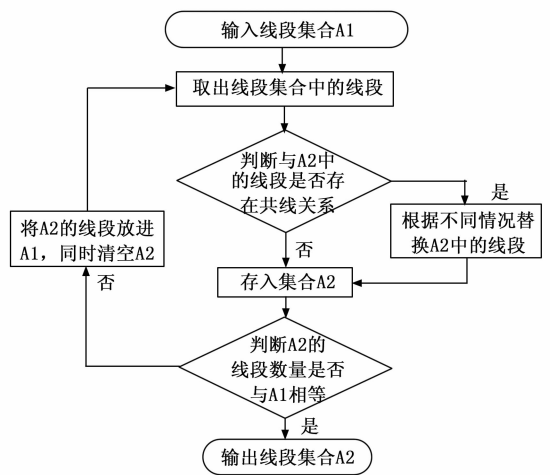 输入线段集合A1
取出线段集合中的线段
判断与A2中
的线段是否存
在共线关系
是
根据不同情况替
换A2中的线段
将A2的线段放进
A1，同时清空A2
否
否
存入集合A2
判断A2的
线段数量是否
与A1相等
是
输出线段集合A2